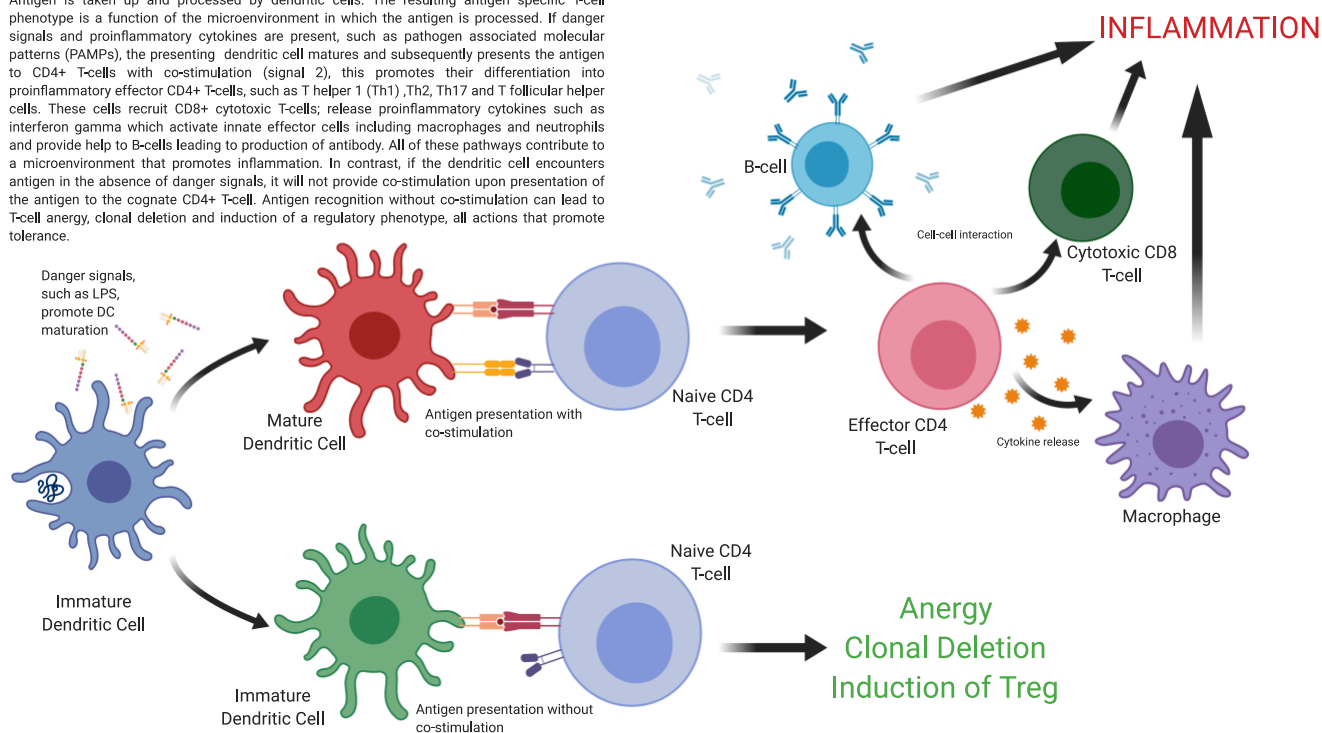 Antigen is taken up and processed by dendritic cells. The resulting antigen specific T-cell
phenotype is a function of the microenvironment in which the antigen is processed. If danger
signals and proinflammatory cytokines are present, such as pathogen associated molecular
patterns (PAMPs), the presenting dendritic cell matures and subsequently presents the antigen
to CD4+ T-cells with co-stimulation (signal 2), this promotes their differentiation into
proinflammatory effector CD4+ T-cells, such as T helper 1 (Th1) ,Th2, Th17 and T follicular helper
cells. These cells recruit CD8+ cytotoxic T-cells; release proinflammatory cytokines such as
interferon gamma which activate innate effector cells including macrophages and neutrophils
and provide help to B-cells leading to production of antibody. All of these pathways contribute to
a microenvironment that promotes inflammation. In contrast, if the dendritic cell encounters
antigen in the absence of danger signals, it will not provide co-stimulation upon presentation of
the antigen to the cognate CD4+ T-cell. Antigen recognition without co-stimulation can lead to
T-cell anergy, clonal deletion and induction of a regulatory phenotype, all actions that promote
tolerance.
INFLAMMATION
B-cell
Cell-cell interaction
Cytotoxic CD8
T-cell
Danger signals,
such as LPS,
promote DC
maturation
Mature
Dendritic Cell
Antigen presentation with
co-stimulation
Naive CD4
T-cell
Effector CD4
T-cell
Cytokine release
Macrophage
Immature
Dendritic Cell
Naive CD4
T-cell
Immature
Dendritic Cell
Antigen presentation without
co-stimulation
Anergy
Clonal Deletion
Induction of Treg